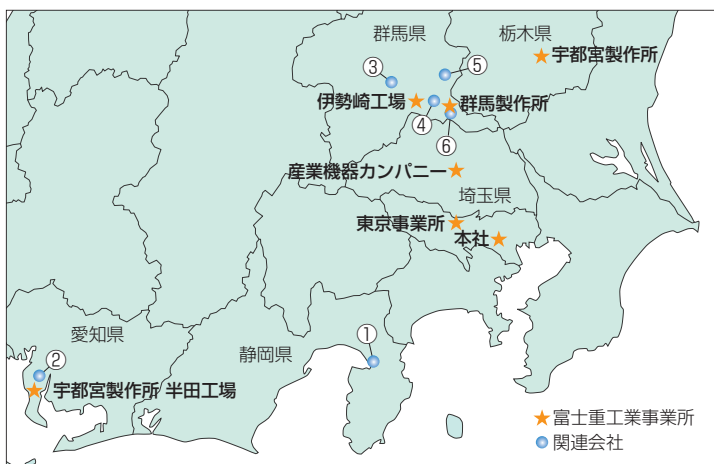 群馬県
栃木県
宇都宮製作所
③
⑤
伊勢崎工場
群馬製作所
④
⑥
産業機器カンパニー
埼玉県
東京事業所
本社
①
愛知県
静岡県
②
宇都宮製作所 半田工場
富士重工業事業所
関連会社